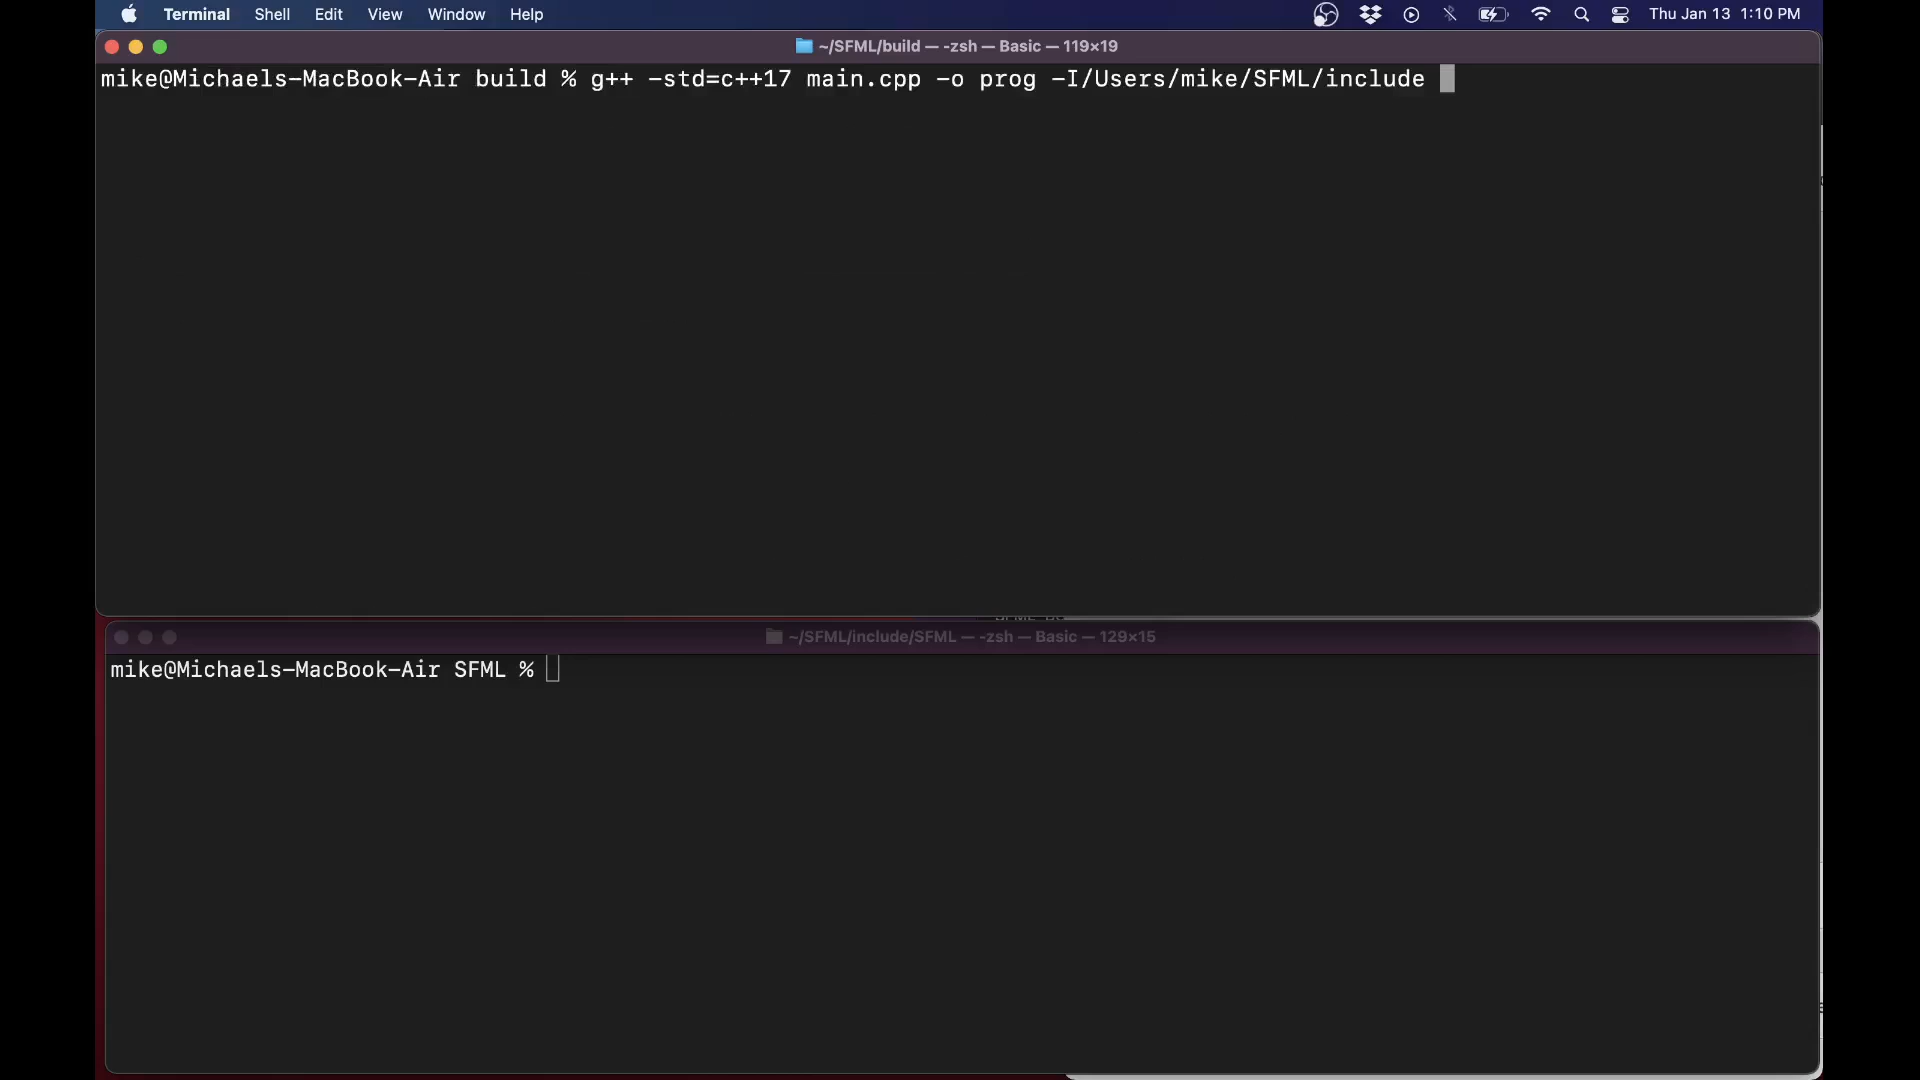 Terminal Shell Edit View Window Help Thu Jan 13 1:10 PM
~/SFML/build — -zsh — Basic — 119×19
mike@Michaels-MacBook-Air build % g++ -std=c++17 main.cpp -o prog -I/Users/mike/SFML/include
~/SFML/include/SFML — -zsh — Basic — 129×15
mike@Michaels-MacBook-Air SFML %